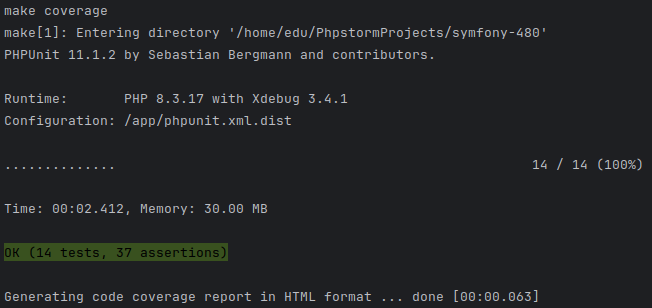 make coverage
make[1]: Entering directory '/home/edu/PhpstormProjects/symfony-480'
PHPUnit 11.1.2 by Sebastian Bergmann and contributors.
Runtime:       PHP 8.3.17 with Xdebug 3.4.1
Configuration: /app/phpunit.xml.dist
..............                                                    14 / 14 (100%)
Time: 00:02.412, Memory: 30.00 MB
OK (14 tests, 37 assertions)
Generating code coverage report in HTML format ... done [00:00.063]